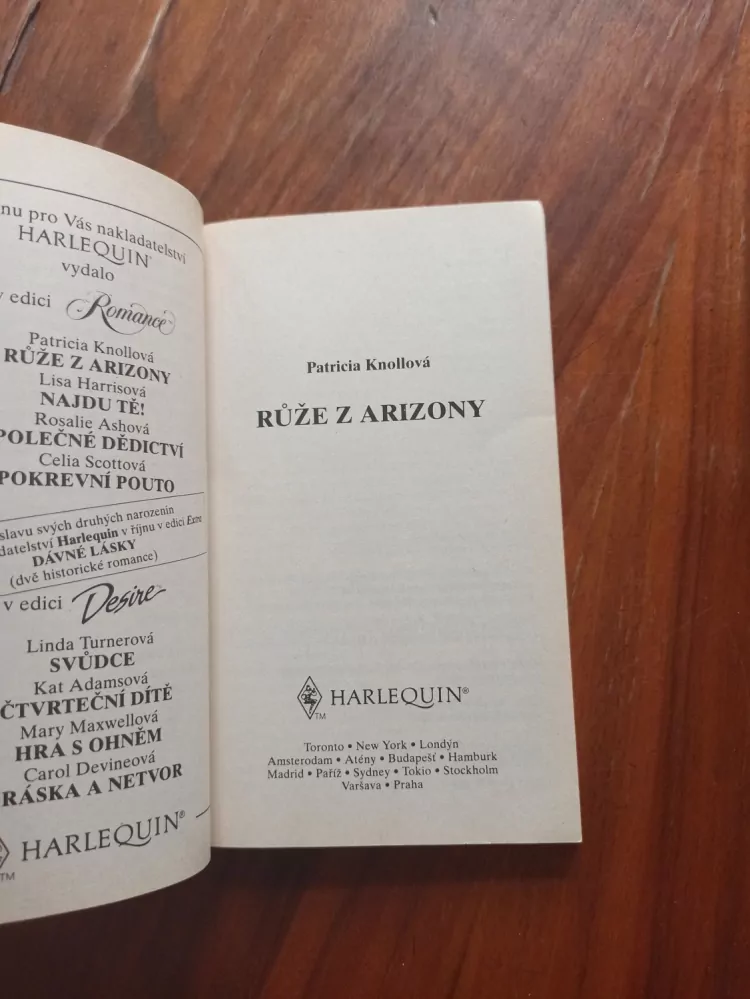 nu pro Vás nakladatelství
HARLEQUIN®
vydalo
v edici Romance™
Patricia Knollová
RŮŽE Z ARIZONY
Lisa Harrisová
NAJDU TĚ!
Rosalie Ashová
POLEČNÉ DĚDICTVÍ
Celia Scottová
POKREVNÍ POUTO
slavu svých druhých narozenin
datelství Harlequin v říjnu v edici Extra
DÁVNÉ LÁSKY
(dvě historické romance)
v edici Desire™
Linda Turnerová
SVŮDCE
Kat Adamsová
ČTVRTEČNÍ DÍTĚ
Mary Maxwellová
HRA S OHNĚM
Carol Devineová
RÁSKA A NETVOR
HARLEQUIN®
TM
Patricia Knollová
RŮŽE Z ARIZONY
TM HARLEQUIN®
Toronto • New York • Londýn
Amsterdam • Atény • Budapešť • Hamburk
Madrid • Paříž • Sydney • Tokio • Stockholm
Varšava • Praha